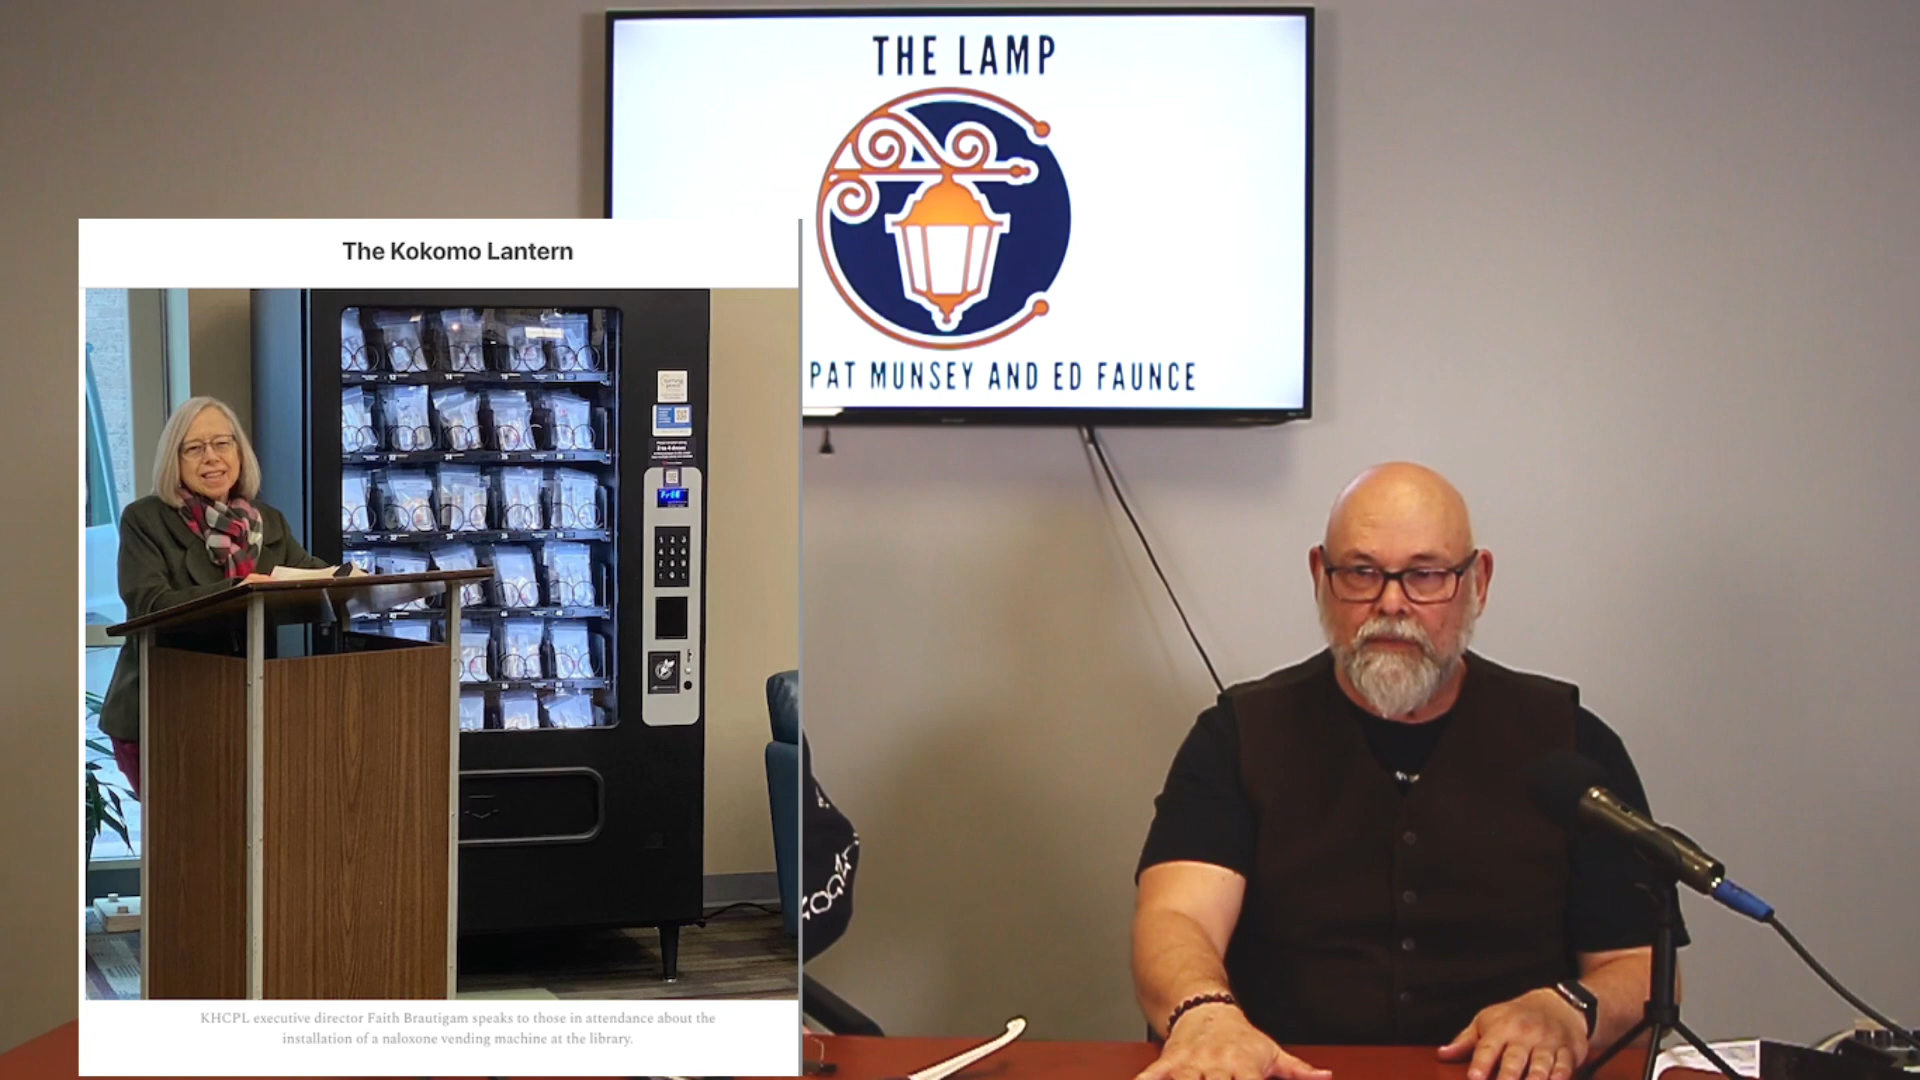 THE LAMP
PAT MUNSEY AND ED FAUNCE
The Kokomo Lantern
FREE
KHCPL executive director Faith Brautigam speaks to those in attendance about the
installation of a naloxone vending machine at the library.